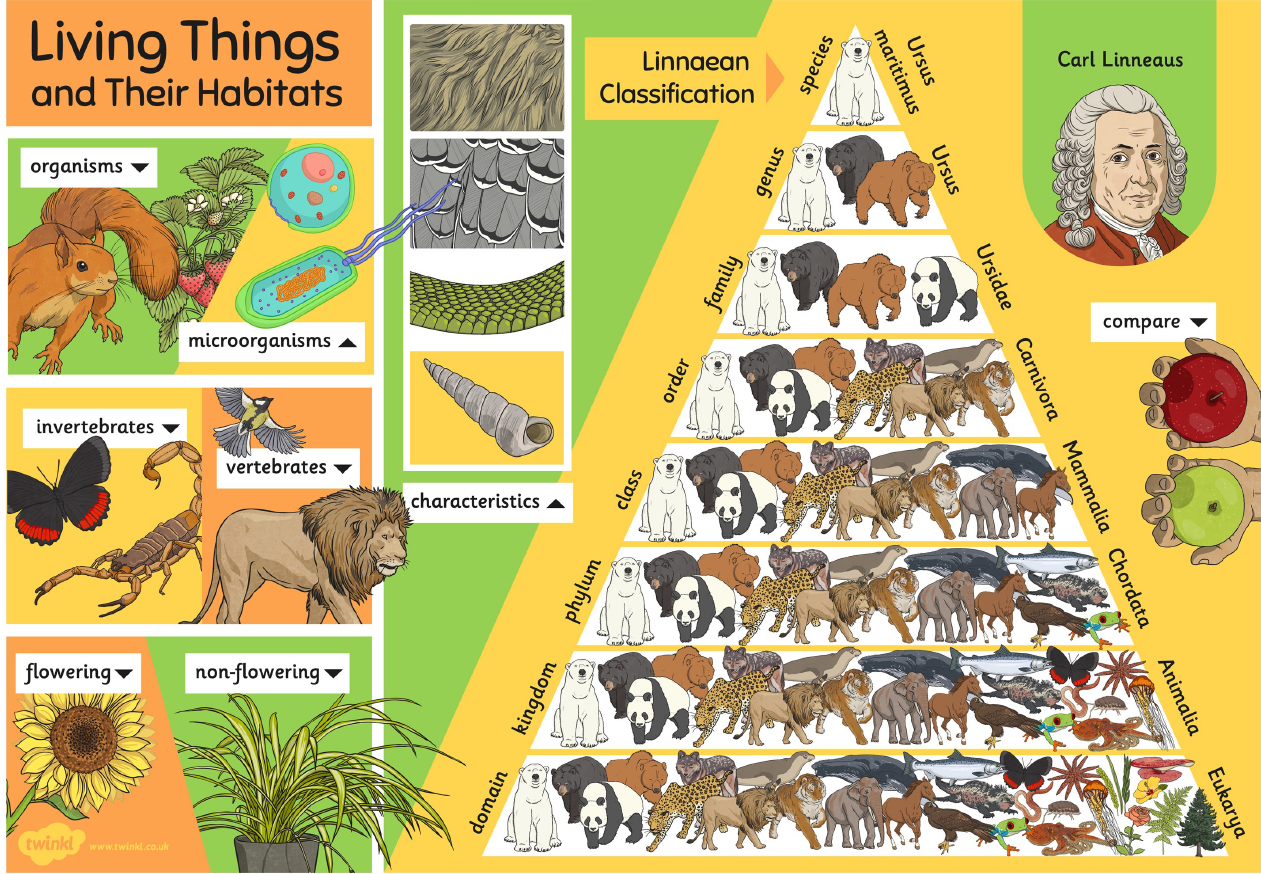 Living Things
and Their Habitats
organisms
microorganisms
invertebrates
vertebrates
flowering
non-flowering
twinkl
www.twinkl.co.uk
characteristics
Linnaean
Classification
species
Ursus
maritimus
genus
Ursus
family
Ursidae
order
Carnivora
class
Mammalia
phylum
Chordata
kingdom
Animalia
domain
Eukarya
Carl Linneaus
compare